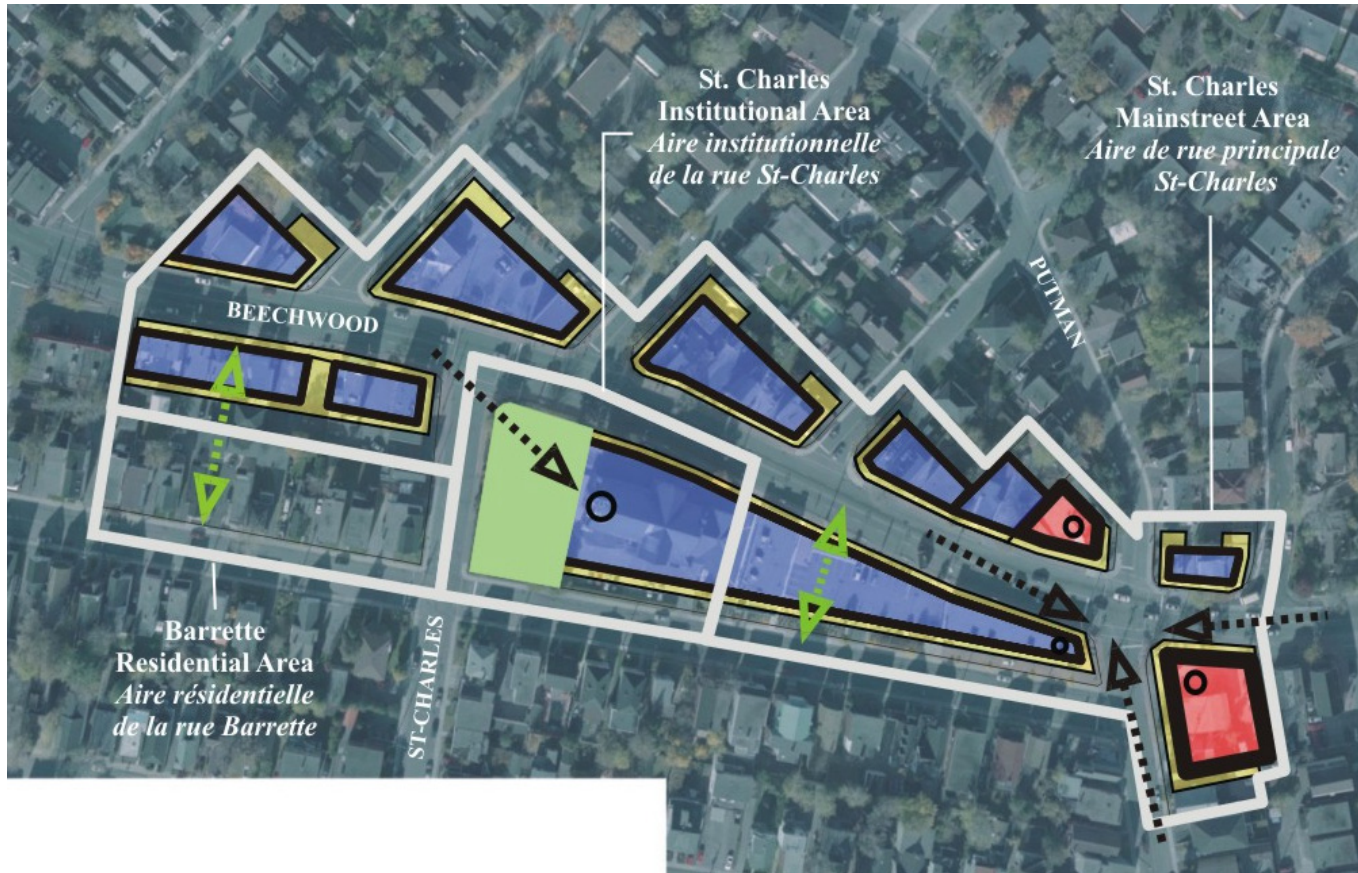 St. Charles
Institutional Area
Aire institutionnelle
de la rue St-Charles
St. Charles
Mainstreet Area
Aire de rue principale
St-Charles
PUTMAN
BEECHWOOD
Barrette
Residential Area
Aire résidentielle
de la rue Barrette
ST-CHARLES